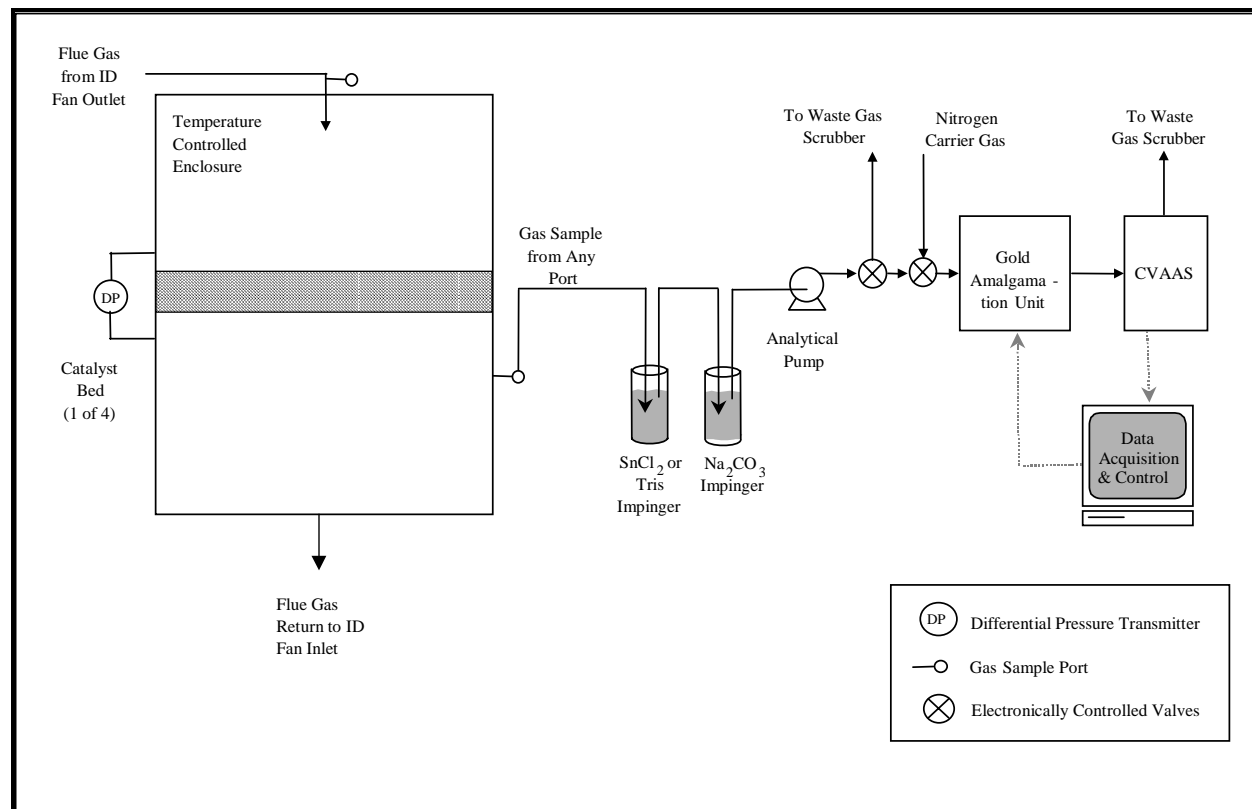 Flue Gas
from ID
Fan Outlet
Temperature
Controlled
Enclosure
DP
Catalyst
Bed
(1 of 4)
Flue Gas
Return to ID
Fan Inlet
Gas Sample
from Any
Port
SnCl2 or
Tris
Impinger
Na2CO3
Impinger
Analytical
Pump
To Waste Gas
Scrubber
Nitrogen
Carrier Gas
Gold
Amalgama -
tion Unit
To Waste
Gas Scrubber
CVAAS
Data
Acquisition
& Control
DP Differential Pressure Transmitter
Gas Sample Port
Electronically Controlled Valves